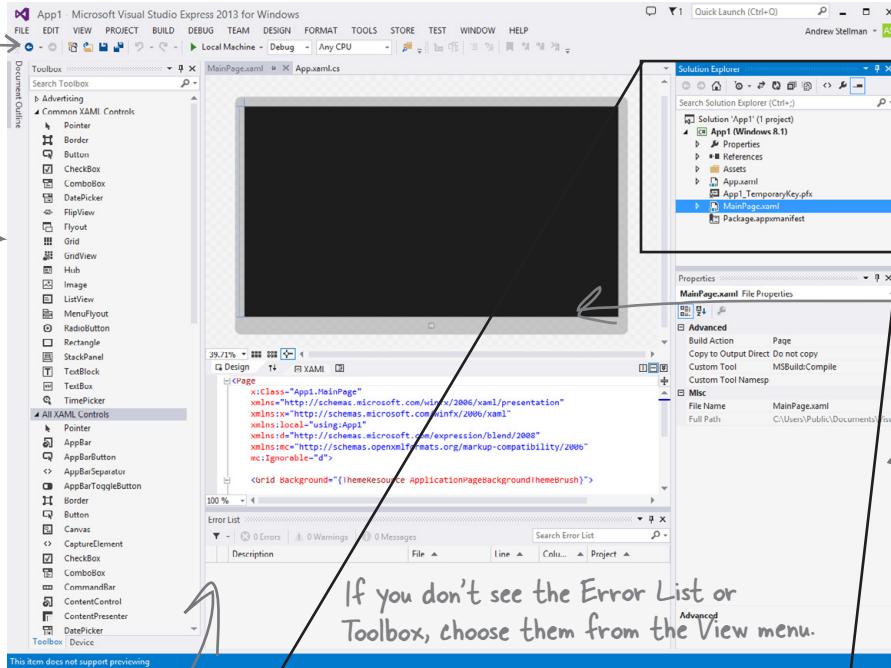 App1 - Microsoft Visual Studio Express 2013 for Windows
1
Quick Launch (Ctrl+Q)
FILE EDIT VIEW PROJECT BUILD DEBUG TEAM DESIGN FORMAT TOOLS STORE TEST WINDOW HELP
Andrew Stellman
Local Machine Debug Any CPU
Document Outline
Toolbox
Search Toolbox
Advertising
Common XAML Controls
Pointer
Border
Button
CheckBox
ComboBox
DatePicker
FlipView
Flyout
Grid
GridView
Hub
Image
ListView
MenuFlyout
RadioButton
Rectangle
StackPanel
TextBlock
TextBox
TimePicker
All XAML Controls
Pointer
AppBar
AppBarButton
AppBarSeparator
AppBarToggleButton
Border
Button
Canvas
CaptureElement
CheckBox
ComboBox
CommandBar
ContentControl
ContentPresenter
DatePicker
Toolbox Device
MainPage.xaml App.xaml.cs
39.71%
Design XAML
<Page
x:Class="App1.MainPage"
xmlns="http://schemas.microsoft.com/winfx/2006/xaml/presentation"
xmlns:x="http://schemas.microsoft.com/winfx/2006/xaml"
xmlns:local="using:App1"
xmlns:d="http://schemas.microsoft.com/expression/blend/2008"
xmlns:mc="http://schemas.openxmlformats.org/markup-compatibility/2006"
mc:Ignorable="d">
<Grid Background="{ThemeResource ApplicationPageBackgroundThemeBrush}">
100 %
Error List
0 Errors 0 Warnings 0 Messages Search Error List
Description File Line Colu... Project
If you don't see the Error List or
Toolbox, choose them from the View menu.
Solution Explorer
Search Solution Explorer (Ctrl+;)
Solution 'App1' (1 project)
App1 (Windows 8.1)
Properties
References
Assets
App.xaml
App1_TemporaryKey.pfx
MainPage.xaml
Package.appxmanifest
Properties
MainPage.xaml File Properties
Advanced
Build Action Page
Copy to Output Direct Do not copy
Custom Tool MSBuild:Compile
Custom Tool Namesp
Misc
File Name MainPage.xaml
Full Path C:\Users\Public\Documents\Visu
Advanced
This item does not support previewing